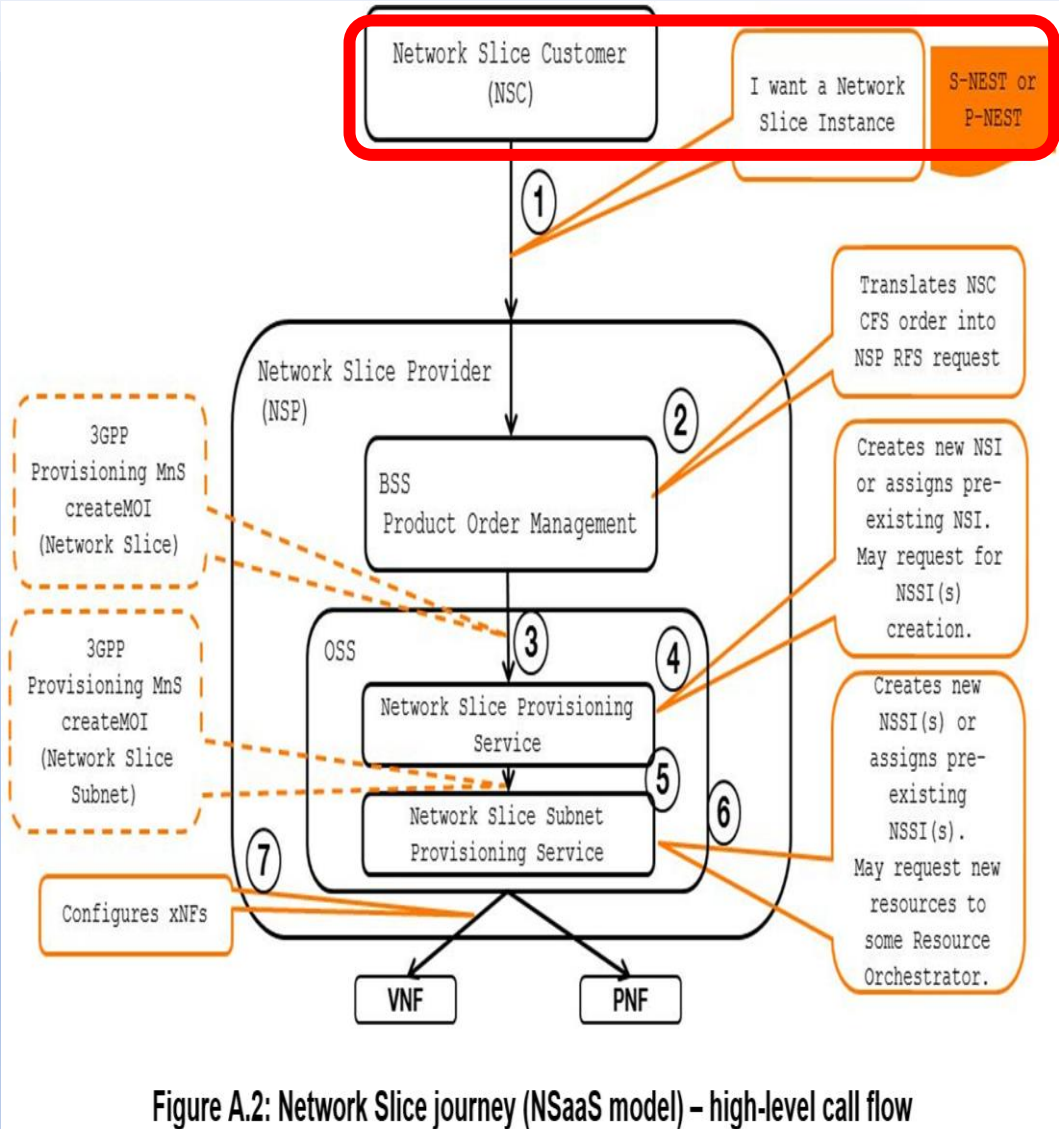 Network Slice Customer
(NSC)
I want a Network
Slice Instance
S-NEST or
P-NEST
1
Translates NSC
CFS order into
NSP RFS request
Network Slice Provider
(NSP)
2
3GPP
Provisioning MnS
createMOI
(Network Slice)
BSS
Product Order Management
Creates new NSI
or assigns pre-
existing NSI.
May request for
NSSI(s)
creation.
3
OSS
4
3GPP
Provisioning MnS
createMOI
(Network Slice
Subnet)
Network Slice Provisioning
Service
5
Network Slice Subnet
Provisioning Service
6
Creates new
NSSI(s) or
assigns pre-
existing
NSSI(s).
May request new
resources to
some Resource
Orchestrator.
7
Configures xNFs
VNF
PNF
Figure A.2: Network Slice journey (NSaaS model) – high-level call flow